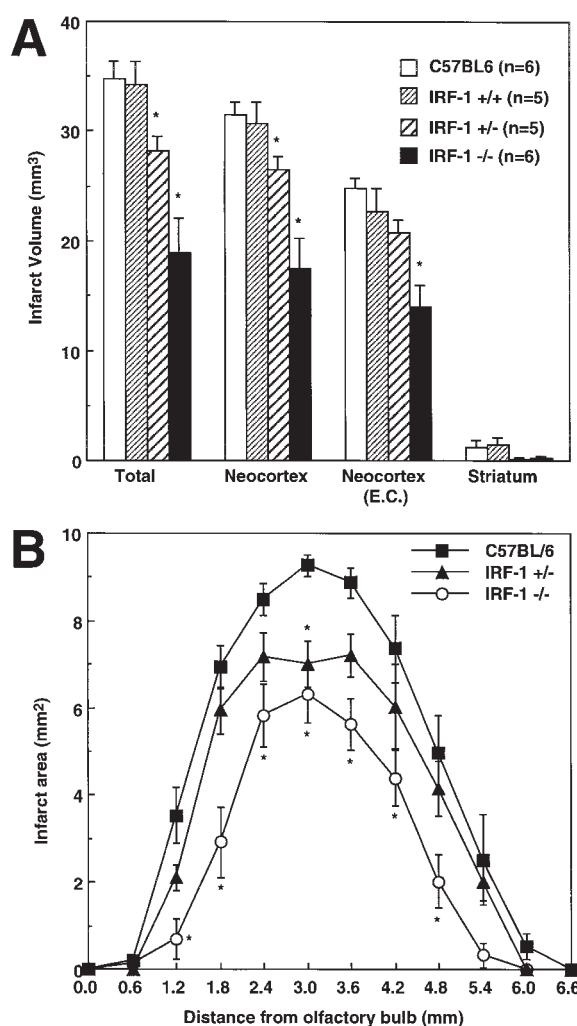 A
40
30
20
10
0
Infarct Volume (mm³)
C57BL6 (n=6)
IRF-1 +/+ (n=5)
IRF-1 +/- (n=5)
IRF-1 -/- (n=6)
* * * * *
Total Neocortex Neocortex (E.C.) Striatum
B
10
8
6
4
2
0
Infarct area (mm²)
C57BL/6
IRF-1 +/-
IRF-1 -/-
* * * * * * * *
0.0 0.6 1.2 1.8 2.4 3.0 3.6 4.2 4.8 5.4 6.0 6.6
Distance from olfactory bulb (mm)